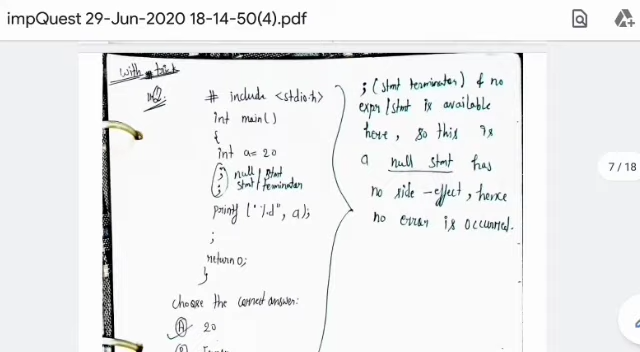 impQuest 29-Jun-2020 18-14-50(4).pdf
7 / 18
with trick
# include <stdio.h>
int main()
{
int a= 20
; null/stmt
; stmt/terminator
printf ("%d", a);
;
return 0;
}
choose the correct answer:
A 20
; (stmt terminator) & no
expr/stmt is available
here, so this is
a null stmt has
no side-effect, hence
no error is occurred.